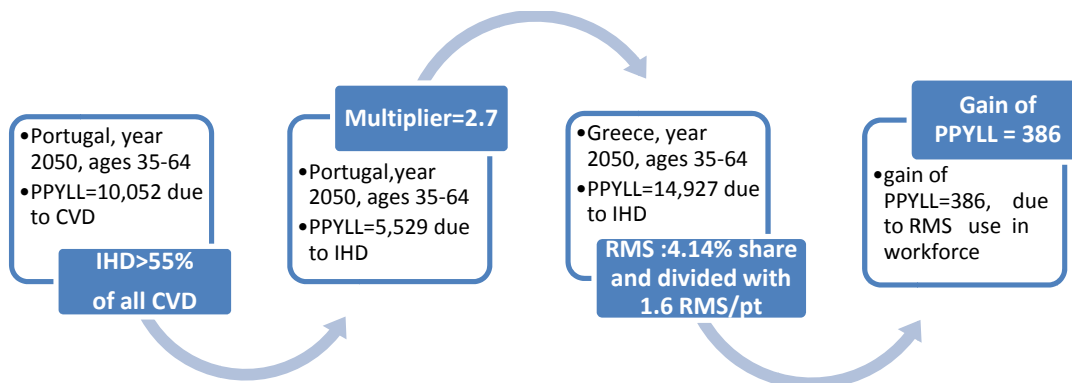 •Portugal, year
2050, ages 35-64
•PPYLL=10,052 due
to CVD
IHD>55%
of all CVD
Multiplier=2.7
•Portugal,year
2050, ages 35-64
•PPYLL=5,529 due
to IHD
•Greece, year
2050, ages 35-64
•PPYLL=14,927 due
to IHD
RMS :4.14% share
and divided with
1.6 RMS/pt
Gain of
PPYLL = 386
•gain of
PPYLL=386, due
to RMS use in
workforce